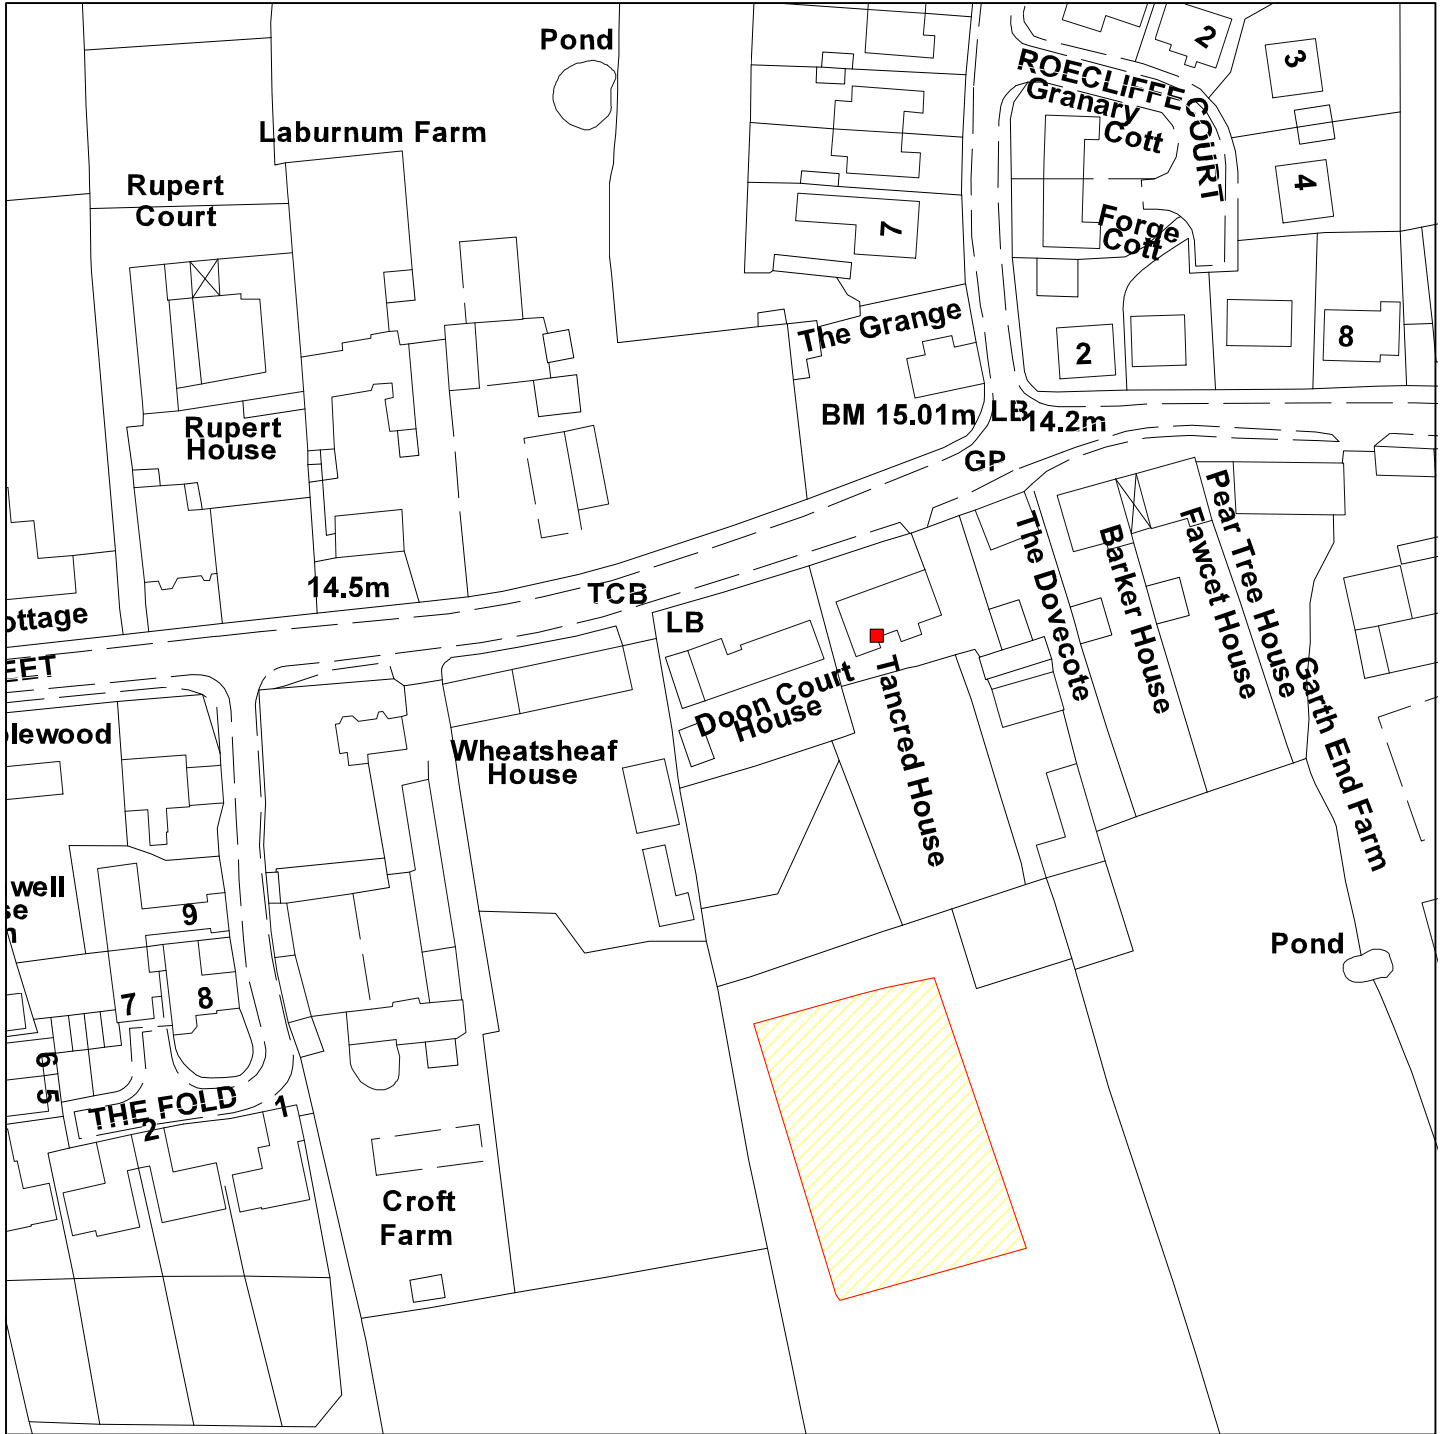 Pond
2
3
ROECLIFFE COURT
Granary
Cott
Laburnum Farm
Rupert
Court
4
Forge
Cott
7
The Grange
2
8
BM 15.01m
LB
14.2m
Rupert
House
GP
Pear Tree House
Fawcet House
The Dovecote
Barker House
14.5m
TCB
LB
ottage
EET
Tancred House
Garth End Farm
Doon Court
House
lewood
Wheatsheaf
House
well
se
9
Pond
7
8
6
5
THE FOLD
1
2
Croft
Farm